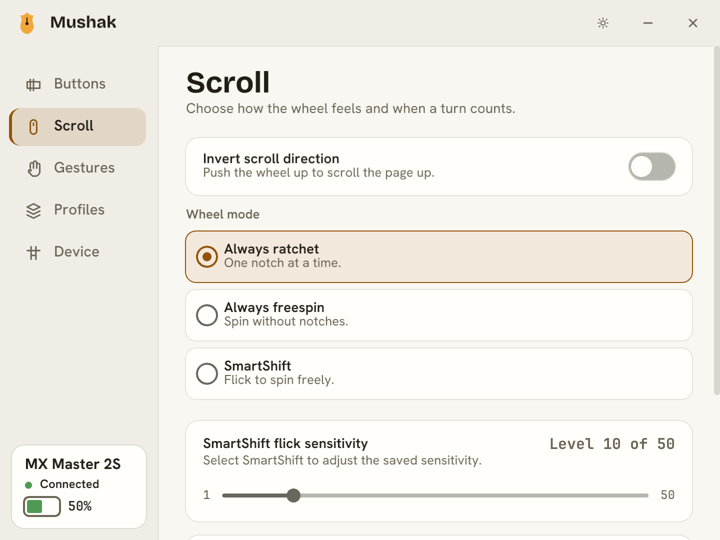 Mushak
Buttons
Scroll
Gestures
Profiles
Device
MX Master 2S
Connected
50%
Scroll
Choose how the wheel feels and when a turn counts.
Invert scroll direction
Push the wheel up to scroll the page up.
Wheel mode
Always ratchet
One notch at a time.
Always freespin
Spin without notches.
SmartShift
Flick to spin freely.
SmartShift flick sensitivity
Level 10 of 50
Select SmartShift to adjust the saved sensitivity.
1
50